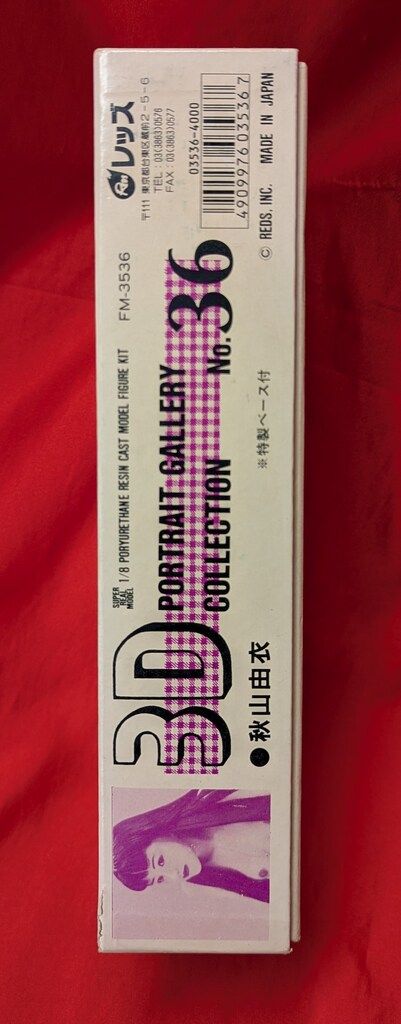 SUPER REAL MODEL
1/8 PORYURETHANE RESIN CAST MODEL FIGURE KIT
FM-3536
3D
PORTRAIT GALLERY
COLLECTION
No.36
●秋山由衣
※特製ベース付
Reds
レッズ
〒111 東京都台東区蔵前2-5-6
TEL:03(3863)0576
FAX:03(3863)0577
03536-4000
4909976035367
© REDS, INC. MADE IN JAPAN